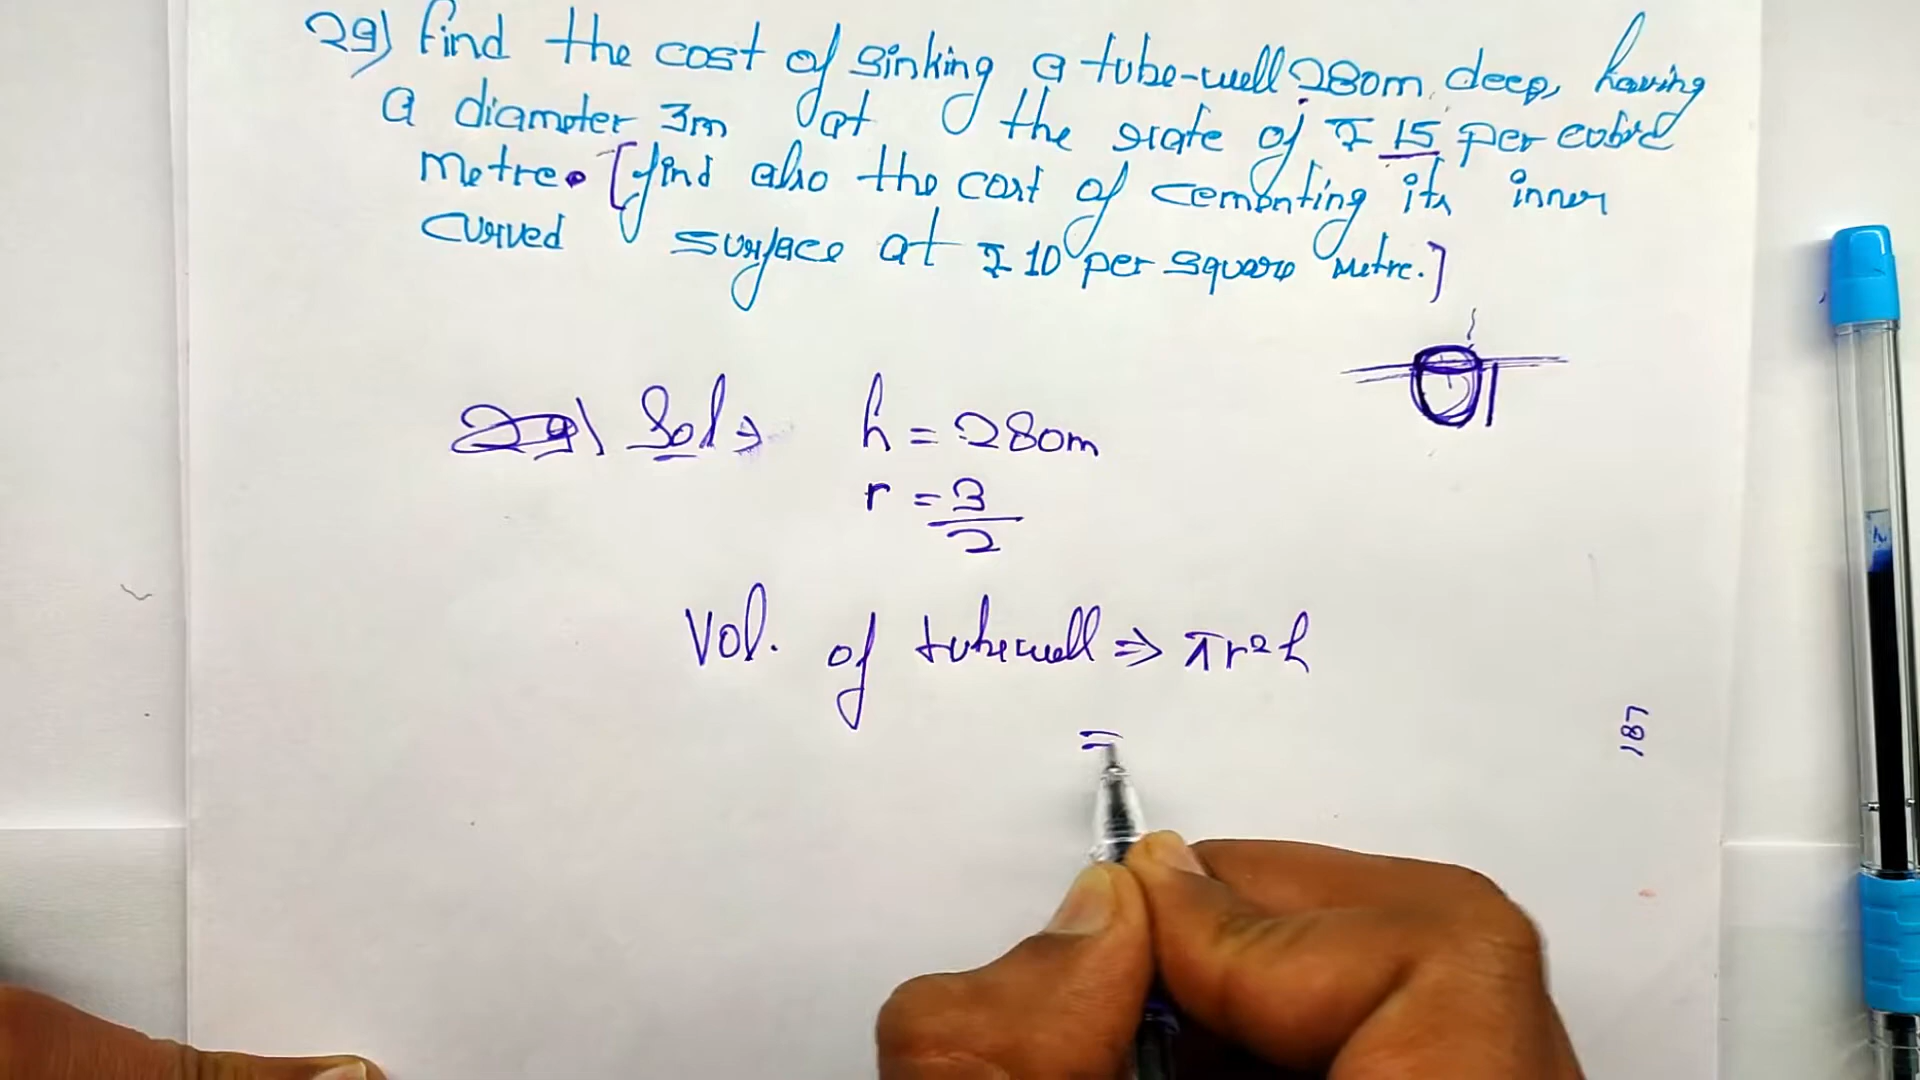 29) find the cost of sinking a tube-well 280m deep, having
a diameter 3m at the rate of ₹ 15 per cubic
metre. [find also the cost of cementing its inner
curved surface at ₹ 10 per square metre.]
29) Sol → h = 280m
r = 3/2
Vol. of tubewell ⇒ πr²h
=
187